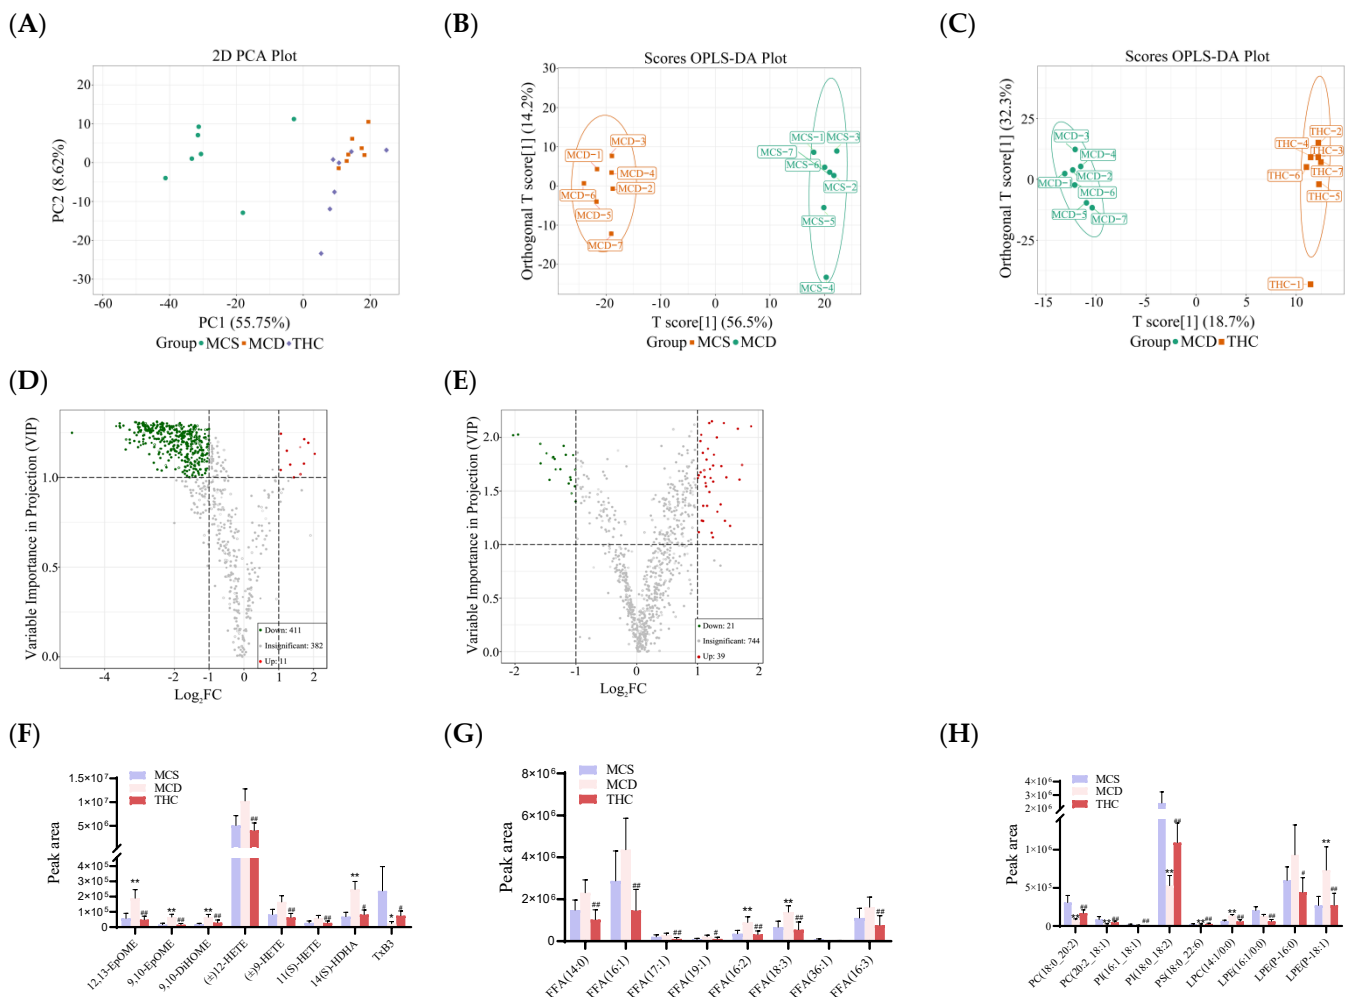 (A)
2D PCA Plot
PC2 (8.62%)
20
10
0
-10
-20
-30
-60
-40
-20
0
20
PC1 (55.75%)
Group MCS MCD THC
(B)
Scores OPLS-DA Plot
Orthogonal T score[1] (14.2%)
30
20
10
0
-10
-20
MCD-3
MCD-1
MCD-4
MCD-2
MCD-6
MCD-5
MCD-7
MCS-1
MCS-3
MCS-7
MCS-6
MCS-2
MCS-5
MCS-4
-20
-10
0
10
20
T score[1] (56.5%)
Group MCS MCD
(C)
Scores OPLS-DA Plot
Orthogonal T score[1] (32.3%)
25
0
-25
MCD-3
MCD-4
MCD-2
MCD-1
MCD-6
MCD-5
MCD-7
THC-2
THC-4
THC-3
THC-7
THC-6
THC-5
THC-1
-15
-10
-5
0
5
10
T score[1] (18.7%)
Group MCD THC
(D)
Variable Importance in Projection (VIP)
1.0
0.5
0.0
Down: 411
Insignificant: 382
Up: 11
-4
-2
-1
0
1
2
Log2FC
(E)
Variable Importance in Projection (VIP)
2.0
1.5
1.0
0.5
0.0
Down: 21
Insignificant: 744
Up: 39
-2
-1
0
1
2
Log2FC
(F)
MCS
MCD
THC
Peak area
1.5×10⁷
1×10⁷
5×10⁶
4×10⁵
3×10⁵
2×10⁵
1×10⁵
0
** ## ** ## ** ## ## ## ## ** # * #
12,13-EpOME
9,10-EpOME
9,10-DiHOME
(±)12-HETE
(±)9-HETE
11(S)-HETE
14(S)-HDHA
TxB3
(G)
MCS
MCD
THC
Peak area
8×10⁶
6×10⁶
4×10⁶
2×10⁶
0
## ## ## # ** ## ** ## ##
FFA(14:0)
FFA(16:1)
FFA(17:1)
FFA(19:1)
FFA(16:2)
FFA(18:3)
FFA(36:1)
FFA(16:3)
(H)
MCS
MCD
THC
Peak area
4×10⁶
3×10⁶
2×10⁶
1×10⁶
5×10⁵
0
PC(18:0_20:2)
PC(20:2_18:1)
PI(16:1_18:1)
PI(18:0_18:2)
PS(18:0_22:6)
LPC(14:1/0:0)
LPE(16:1/0:0)
LPE(P-16:0)
LPE(P-18:1)